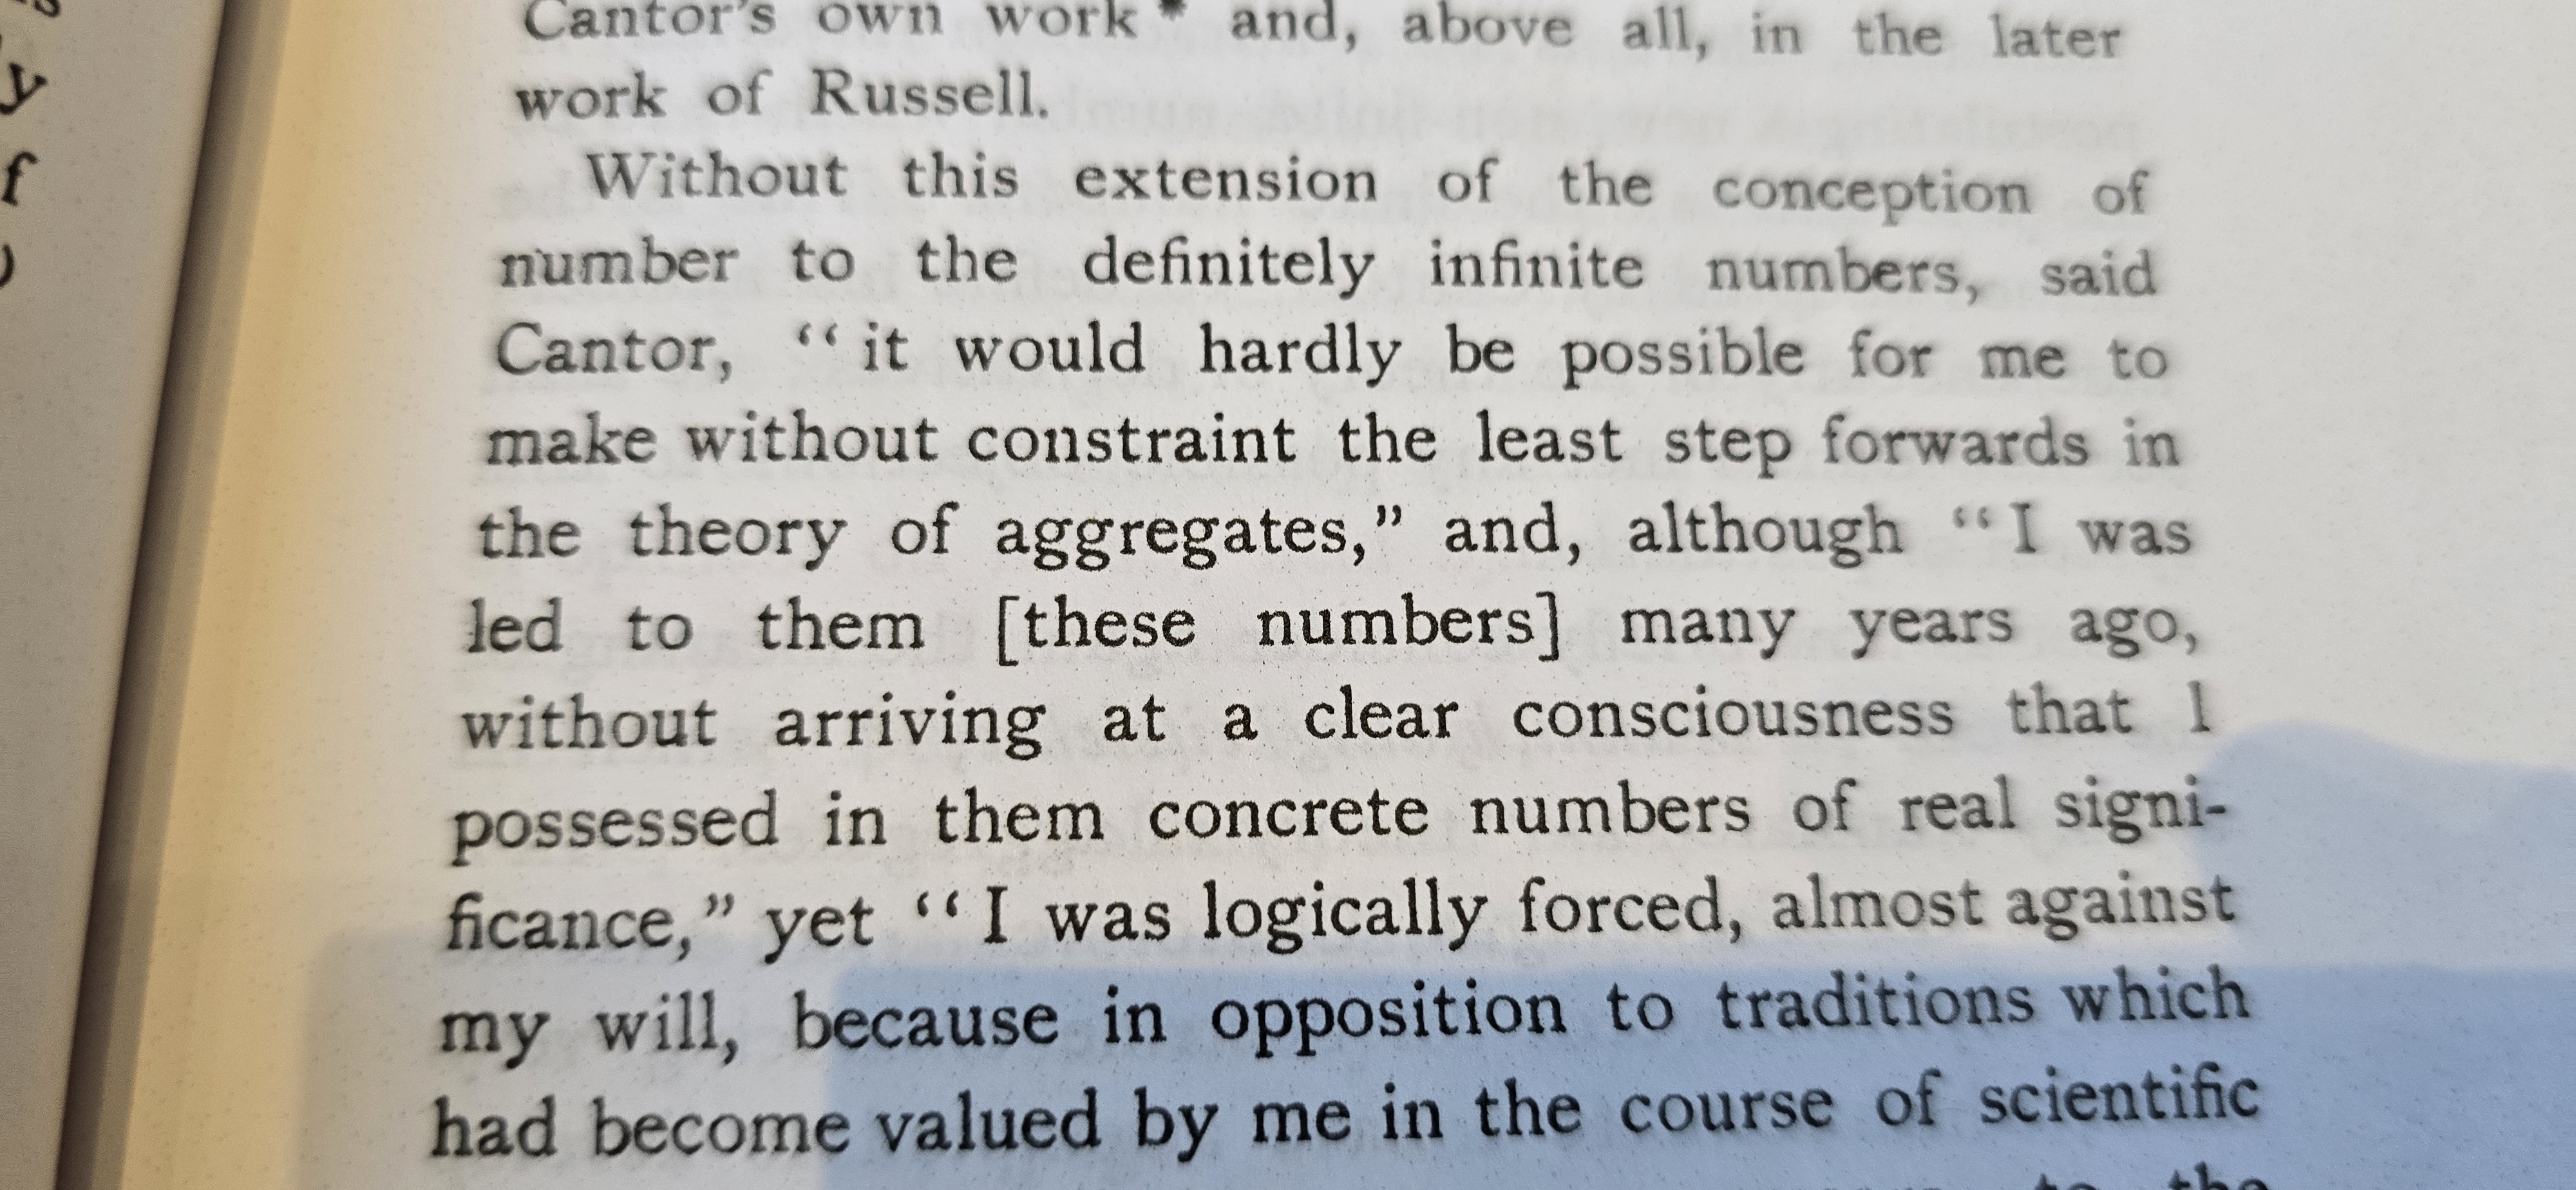 Cantor's own work* and, above all, in the later
work of Russell.
Without this extension of the conception of
number to the definitely infinite numbers, said
Cantor, “it would hardly be possible for me to
make without constraint the least step forwards in
the theory of aggregates,” and, although “I was
led to them [these numbers] many years ago,
without arriving at a clear consciousness that I
possessed in them concrete numbers of real signi-
ficance,” yet “I was logically forced, almost against
my will, because in opposition to traditions which
had become valued by me in the course of scientific